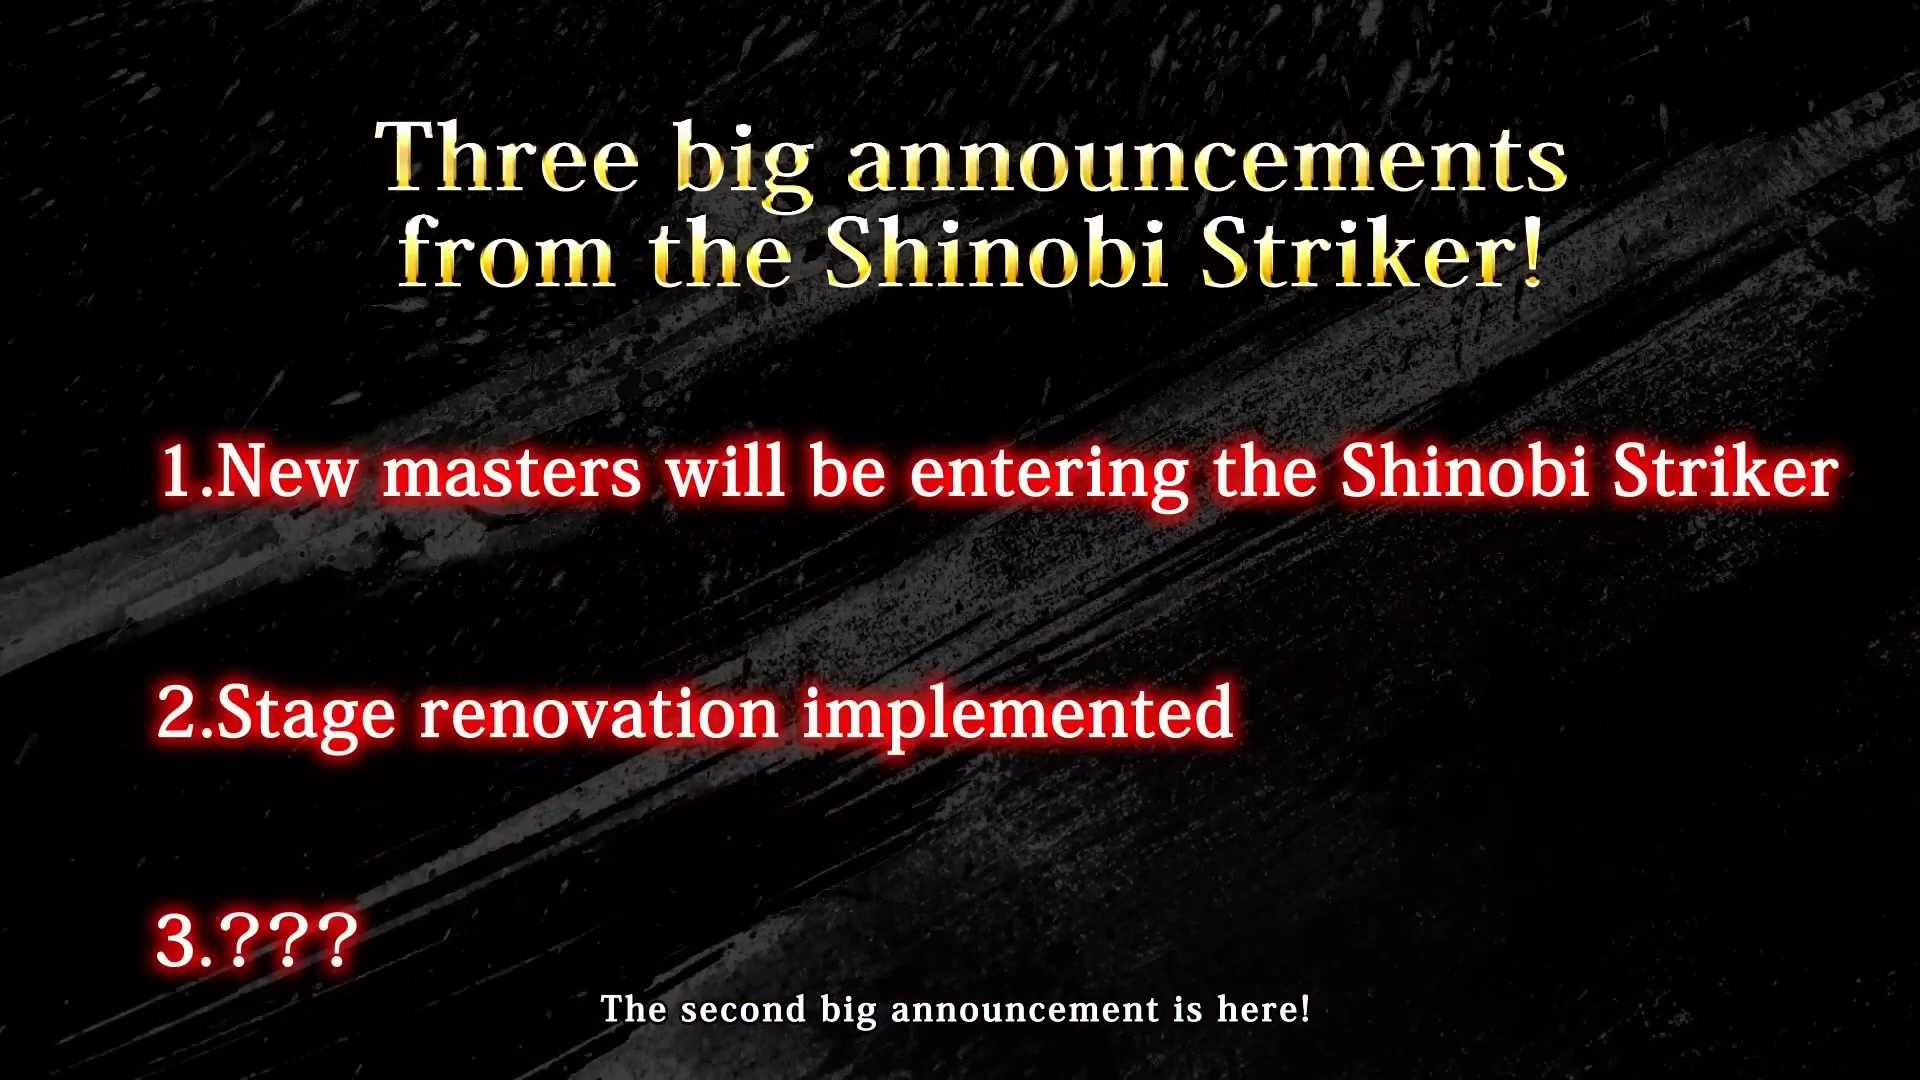 Three big announcements
from the Shinobi Striker!
1.New masters will be entering the Shinobi Striker
2.Stage renovation implemented
3.???
The second big announcement is here!